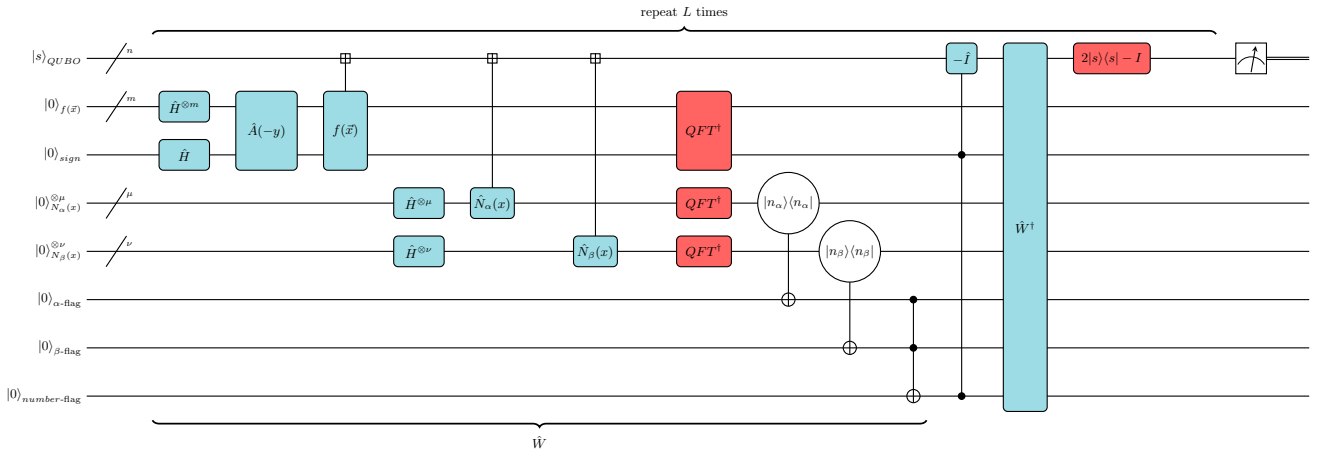 repeat L times
|s⟩_QUBO n −Î 2|s⟩⟨s| − I
|0⟩_f(x⃗) m Ĥ^⊗m Â(−y) f(x⃗) QFT†
|0⟩_sign Ĥ
|0⟩^⊗μ_N_α(x) μ Ĥ^⊗μ N̂_α(x) QFT† |n_α⟩⟨n_α|
|0⟩^⊗ν_N_β(x) ν Ĥ^⊗ν N̂_β(x) QFT† |n_β⟩⟨n_β| Ŵ†
|0⟩_α-flag
|0⟩_β-flag
|0⟩_number-flag
Ŵ